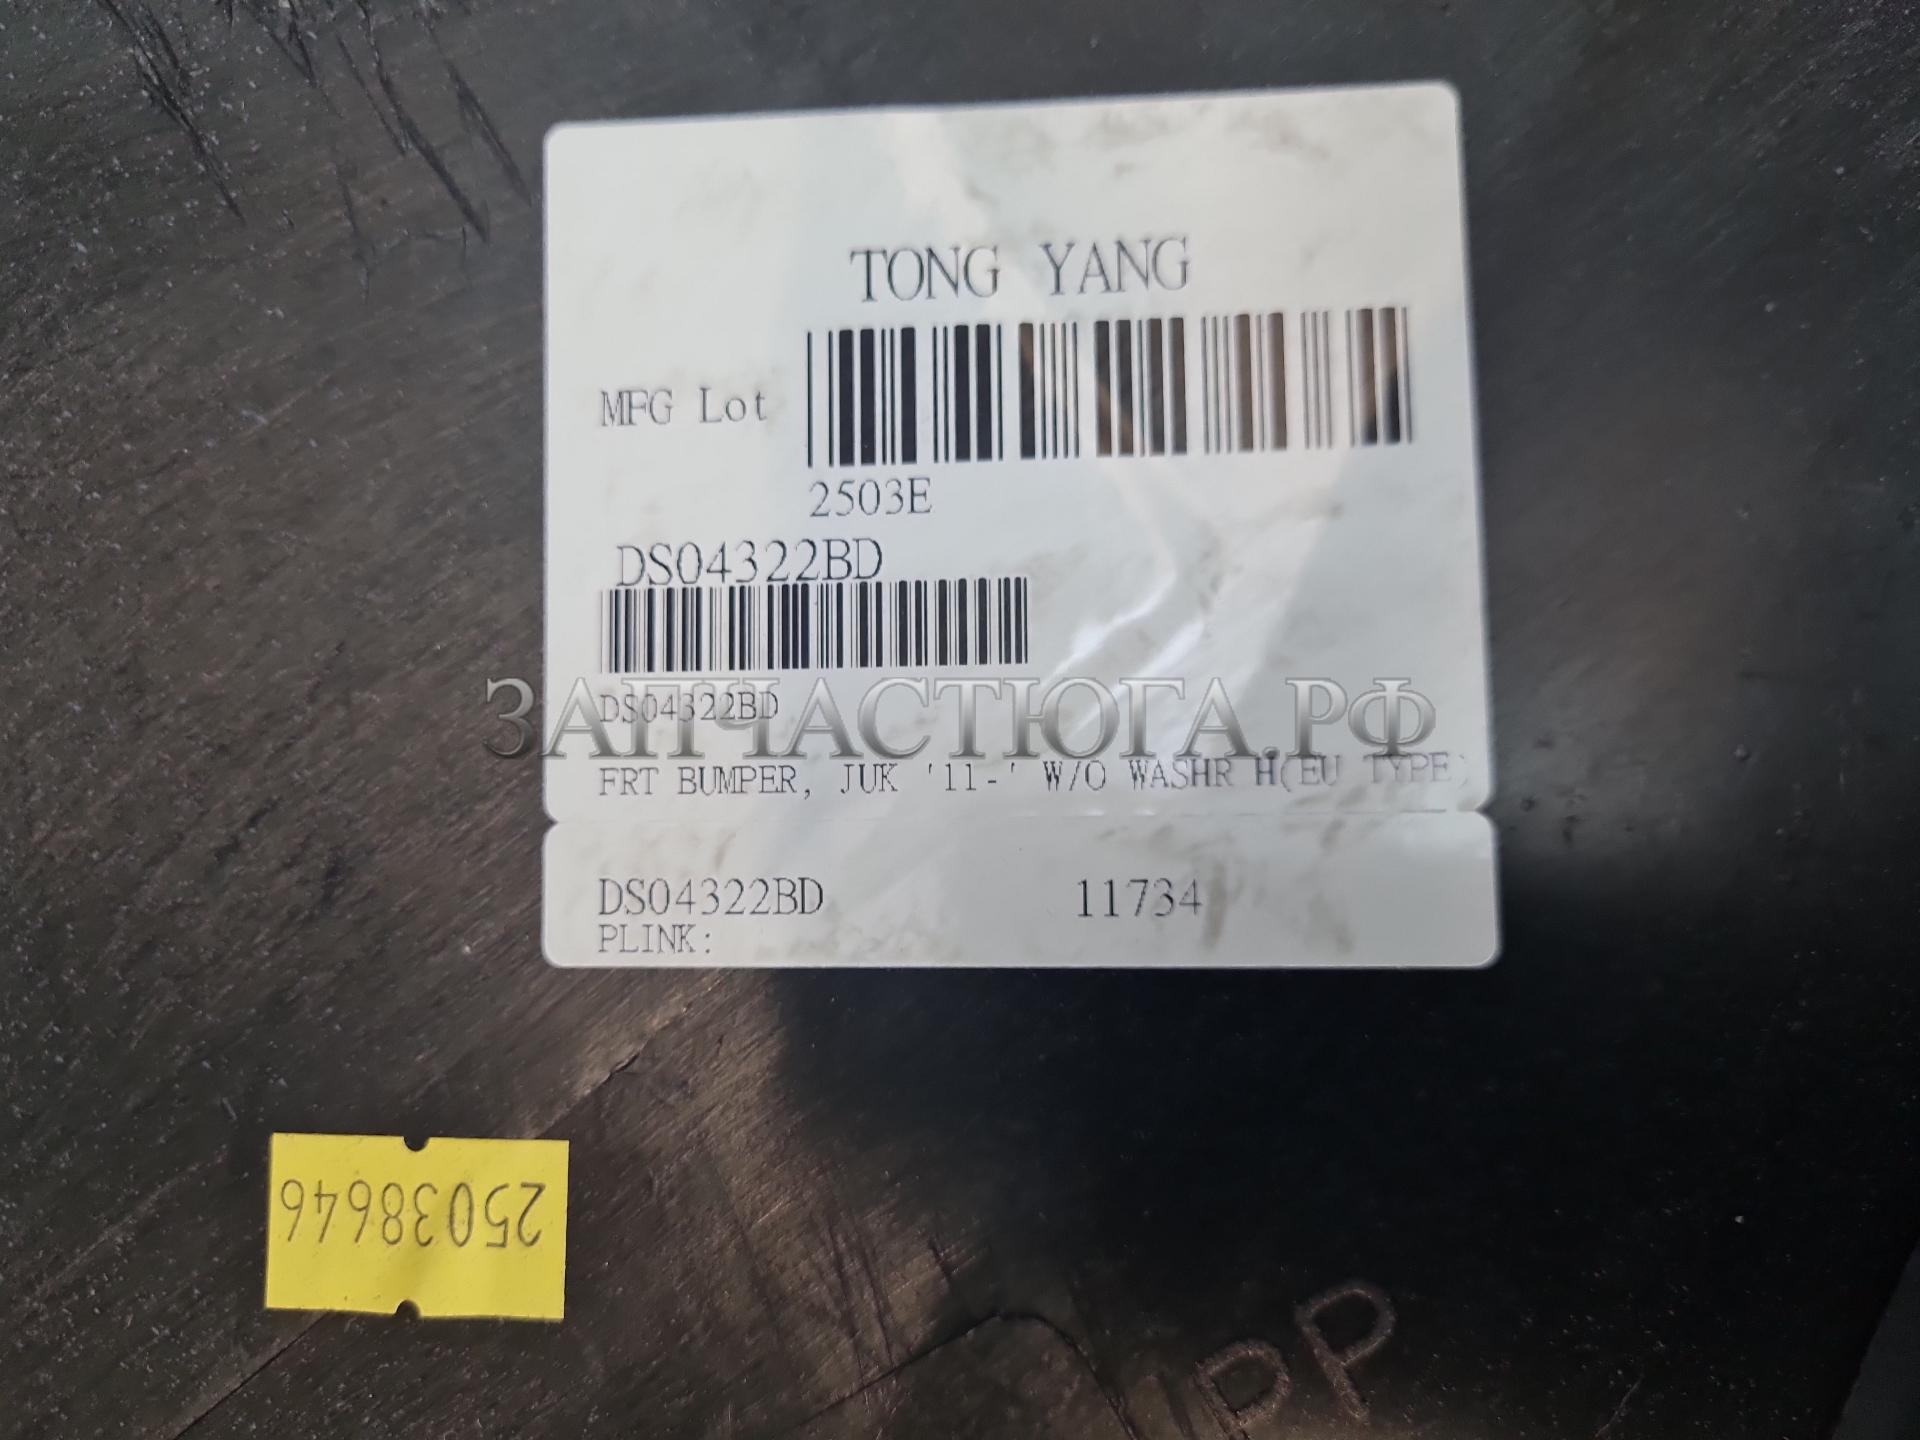 TONG YANG
MFG Lot
2503E
DS04322BD
DS04322BD
ЗАПЧАСТЮГА.РФ
FRT BUMPER, JUK '11-' W/O WASHR H(EU TYPE)
DS04322BD 11734
PLINK:
25038646
PP